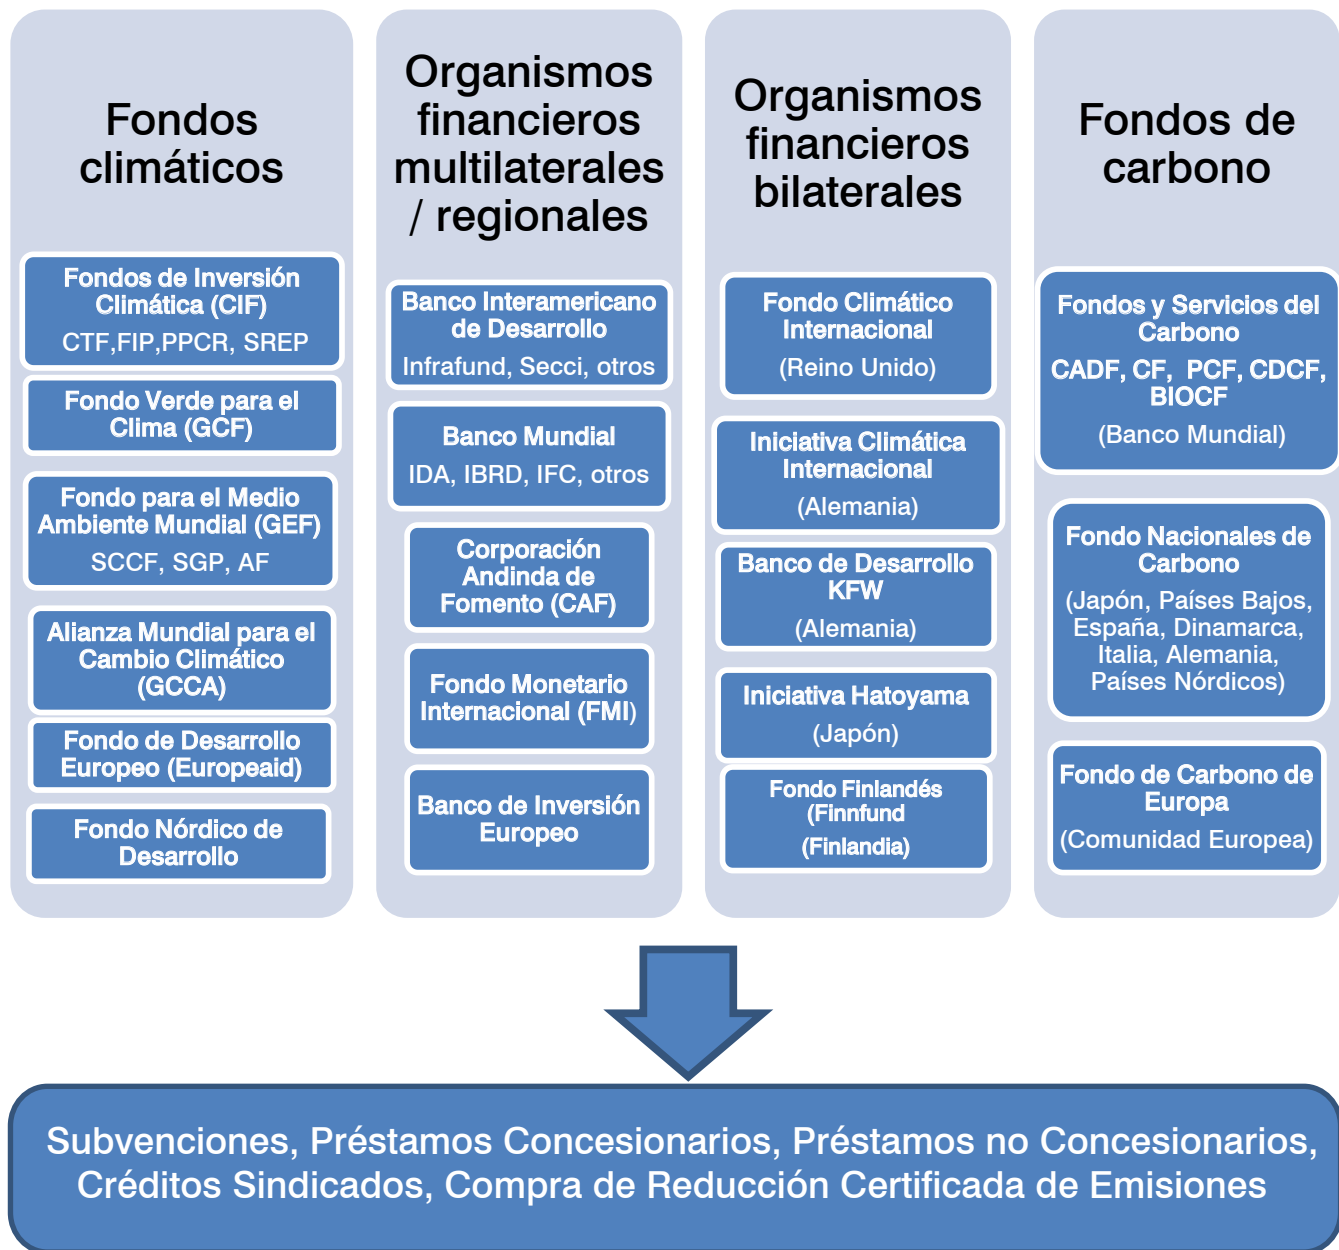 Fondos
climáticos
Fondos de Inversión
Climática (CIF)
CTF,FIP,PPCR, SREP
Fondo Verde para el
Clima (GCF)
Fondo para el Medio
Ambiente Mundial (GEF)
SCCF, SGP, AF
Alianza Mundial para el
Cambio Climático
(GCCA)
Fondo de Desarrollo
Europeo (Europeaid)
Fondo Nórdico de
Desarrollo
Organismos
financieros
multilaterales
/ regionales
Banco Interamericano
de Desarrollo
Infrafund, Secci, otros
Banco Mundial
IDA, IBRD, IFC, otros
Corporación
Andinda de
Fomento (CAF)
Fondo Monetario
Internacional (FMI)
Banco de Inversión
Europeo
Organismos
financieros
bilaterales
Fondo Climático
Internacional
(Reino Unido)
Iniciativa Climática
Internacional
(Alemania)
Banco de Desarrollo
KFW
(Alemania)
Iniciativa Hatoyama
(Japón)
Fondo Finlandés
(Finnfund
(Finlandia)
Fondos de
carbono
Fondos y Servicios del
Carbono
CADF, CF, PCF, CDCF,
BIOCF
(Banco Mundial)
Fondo Nacionales de
Carbono
(Japón, Países Bajos,
España, Dinamarca,
Italia, Alemania,
Países Nórdicos)
Fondo de Carbono de
Europa
(Comunidad Europea)
Subvenciones, Préstamos Concesionarios, Préstamos no Concesionarios,
Créditos Sindicados, Compra de Reducción Certificada de Emisiones